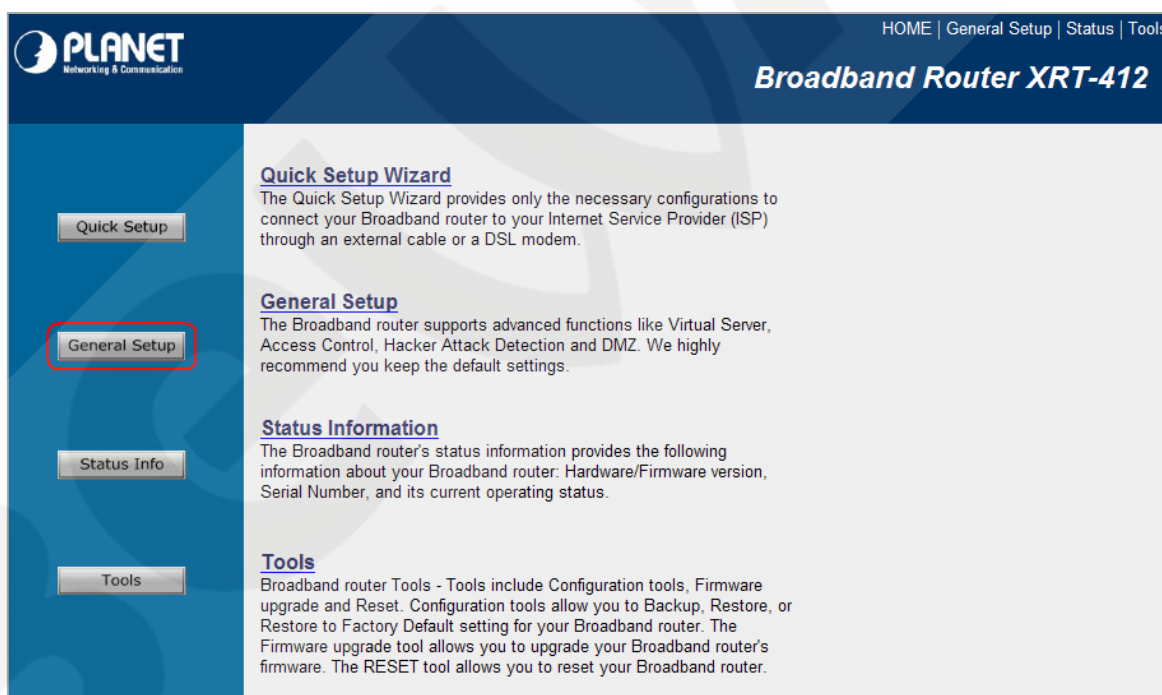 PLANET
Networking & Communication
HOME | General Setup | Status | Tools
Broadband Router XRT-412
Quick Setup
Quick Setup Wizard
The Quick Setup Wizard provides only the necessary configurations to
connect your Broadband router to your Internet Service Provider (ISP)
through an external cable or a DSL modem.
General Setup
General Setup
The Broadband router supports advanced functions like Virtual Server,
Access Control, Hacker Attack Detection and DMZ. We highly
recommend you keep the default settings.
Status Info
Status Information
The Broadband router's status information provides the following
information about your Broadband router: Hardware/Firmware version,
Serial Number, and its current operating status.
Tools
Tools
Broadband router Tools - Tools include Configuration tools, Firmware
upgrade and Reset. Configuration tools allow you to Backup, Restore, or
Restore to Factory Default setting for your Broadband router. The
Firmware upgrade tool allows you to upgrade your Broadband router's
firmware. The RESET tool allows you to reset your Broadband router.